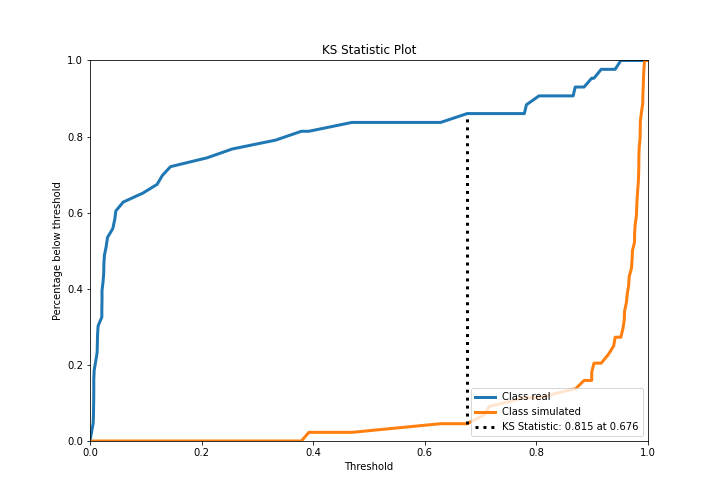 KS Statistic Plot
1.0
0.8
0.6
0.4
0.2
0.0
Percentage below threshold
Class real
Class simulated
KS Statistic: 0.815 at 0.676
0.0 0.2 0.4 0.6 0.8 1.0
Threshold